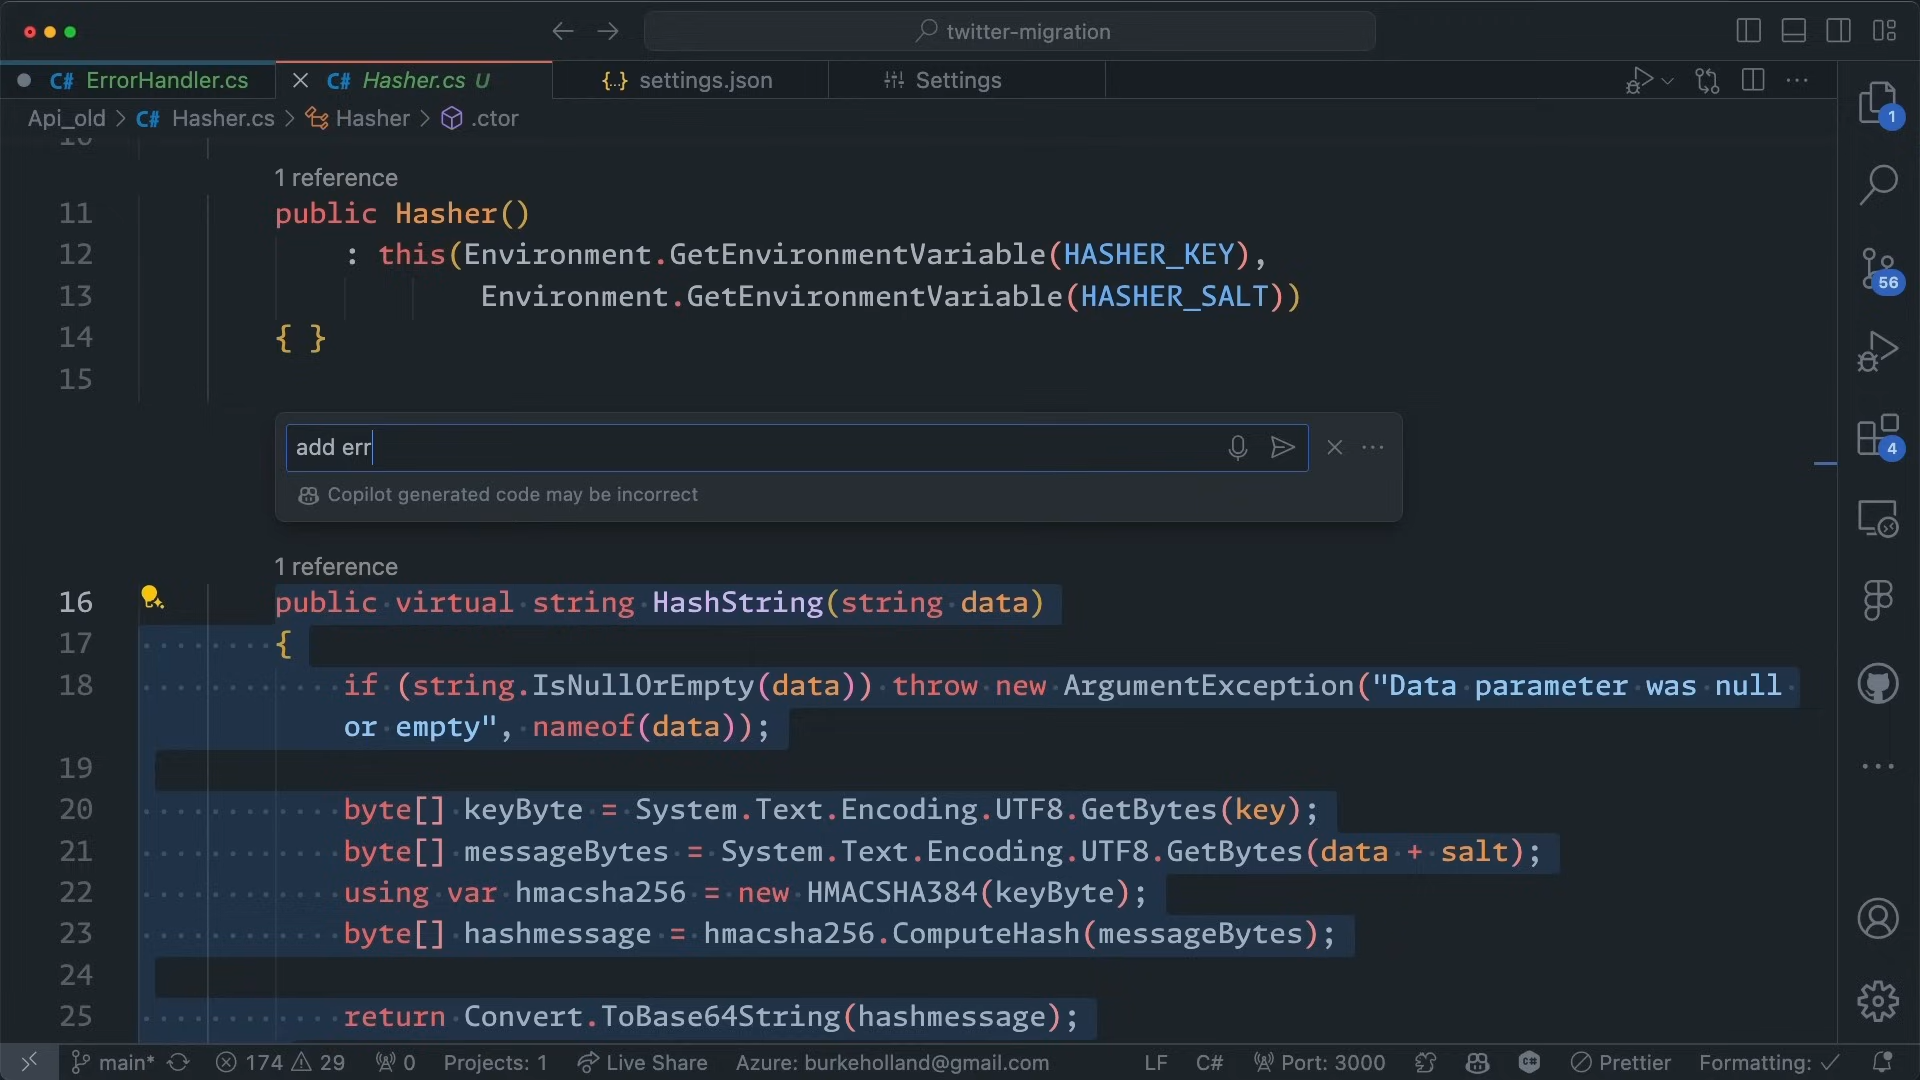 twitter-migration
C# ErrorHandler.cs
C# Hasher.cs U
{..} settings.json
Settings
Api_old > C# Hasher.cs > Hasher > .ctor
1
10
1 reference
11 public Hasher()
12 : this(Environment.GetEnvironmentVariable(HASHER_KEY),
13 Environment.GetEnvironmentVariable(HASHER_SALT))
14 { }
15
56
add err
Copilot generated code may be incorrect
4
1 reference
16 public virtual string HashString(string data)
17 {
18 if (string.IsNullOrEmpty(data)) throw new ArgumentException("Data parameter was null
or empty", nameof(data));
19
20 byte[] keyByte = System.Text.Encoding.UTF8.GetBytes(key);
21 byte[] messageBytes = System.Text.Encoding.UTF8.GetBytes(data + salt);
22 using var hmacsha256 = new HMACSHA384(keyByte);
23 byte[] hashmessage = hmacsha256.ComputeHash(messageBytes);
24
25 return Convert.ToBase64String(hashmessage);
main* 174 29 0 Projects: 1 Live Share Azure: burkeholland@gmail.com LF C# Port: 3000 Prettier Formatting: ✓